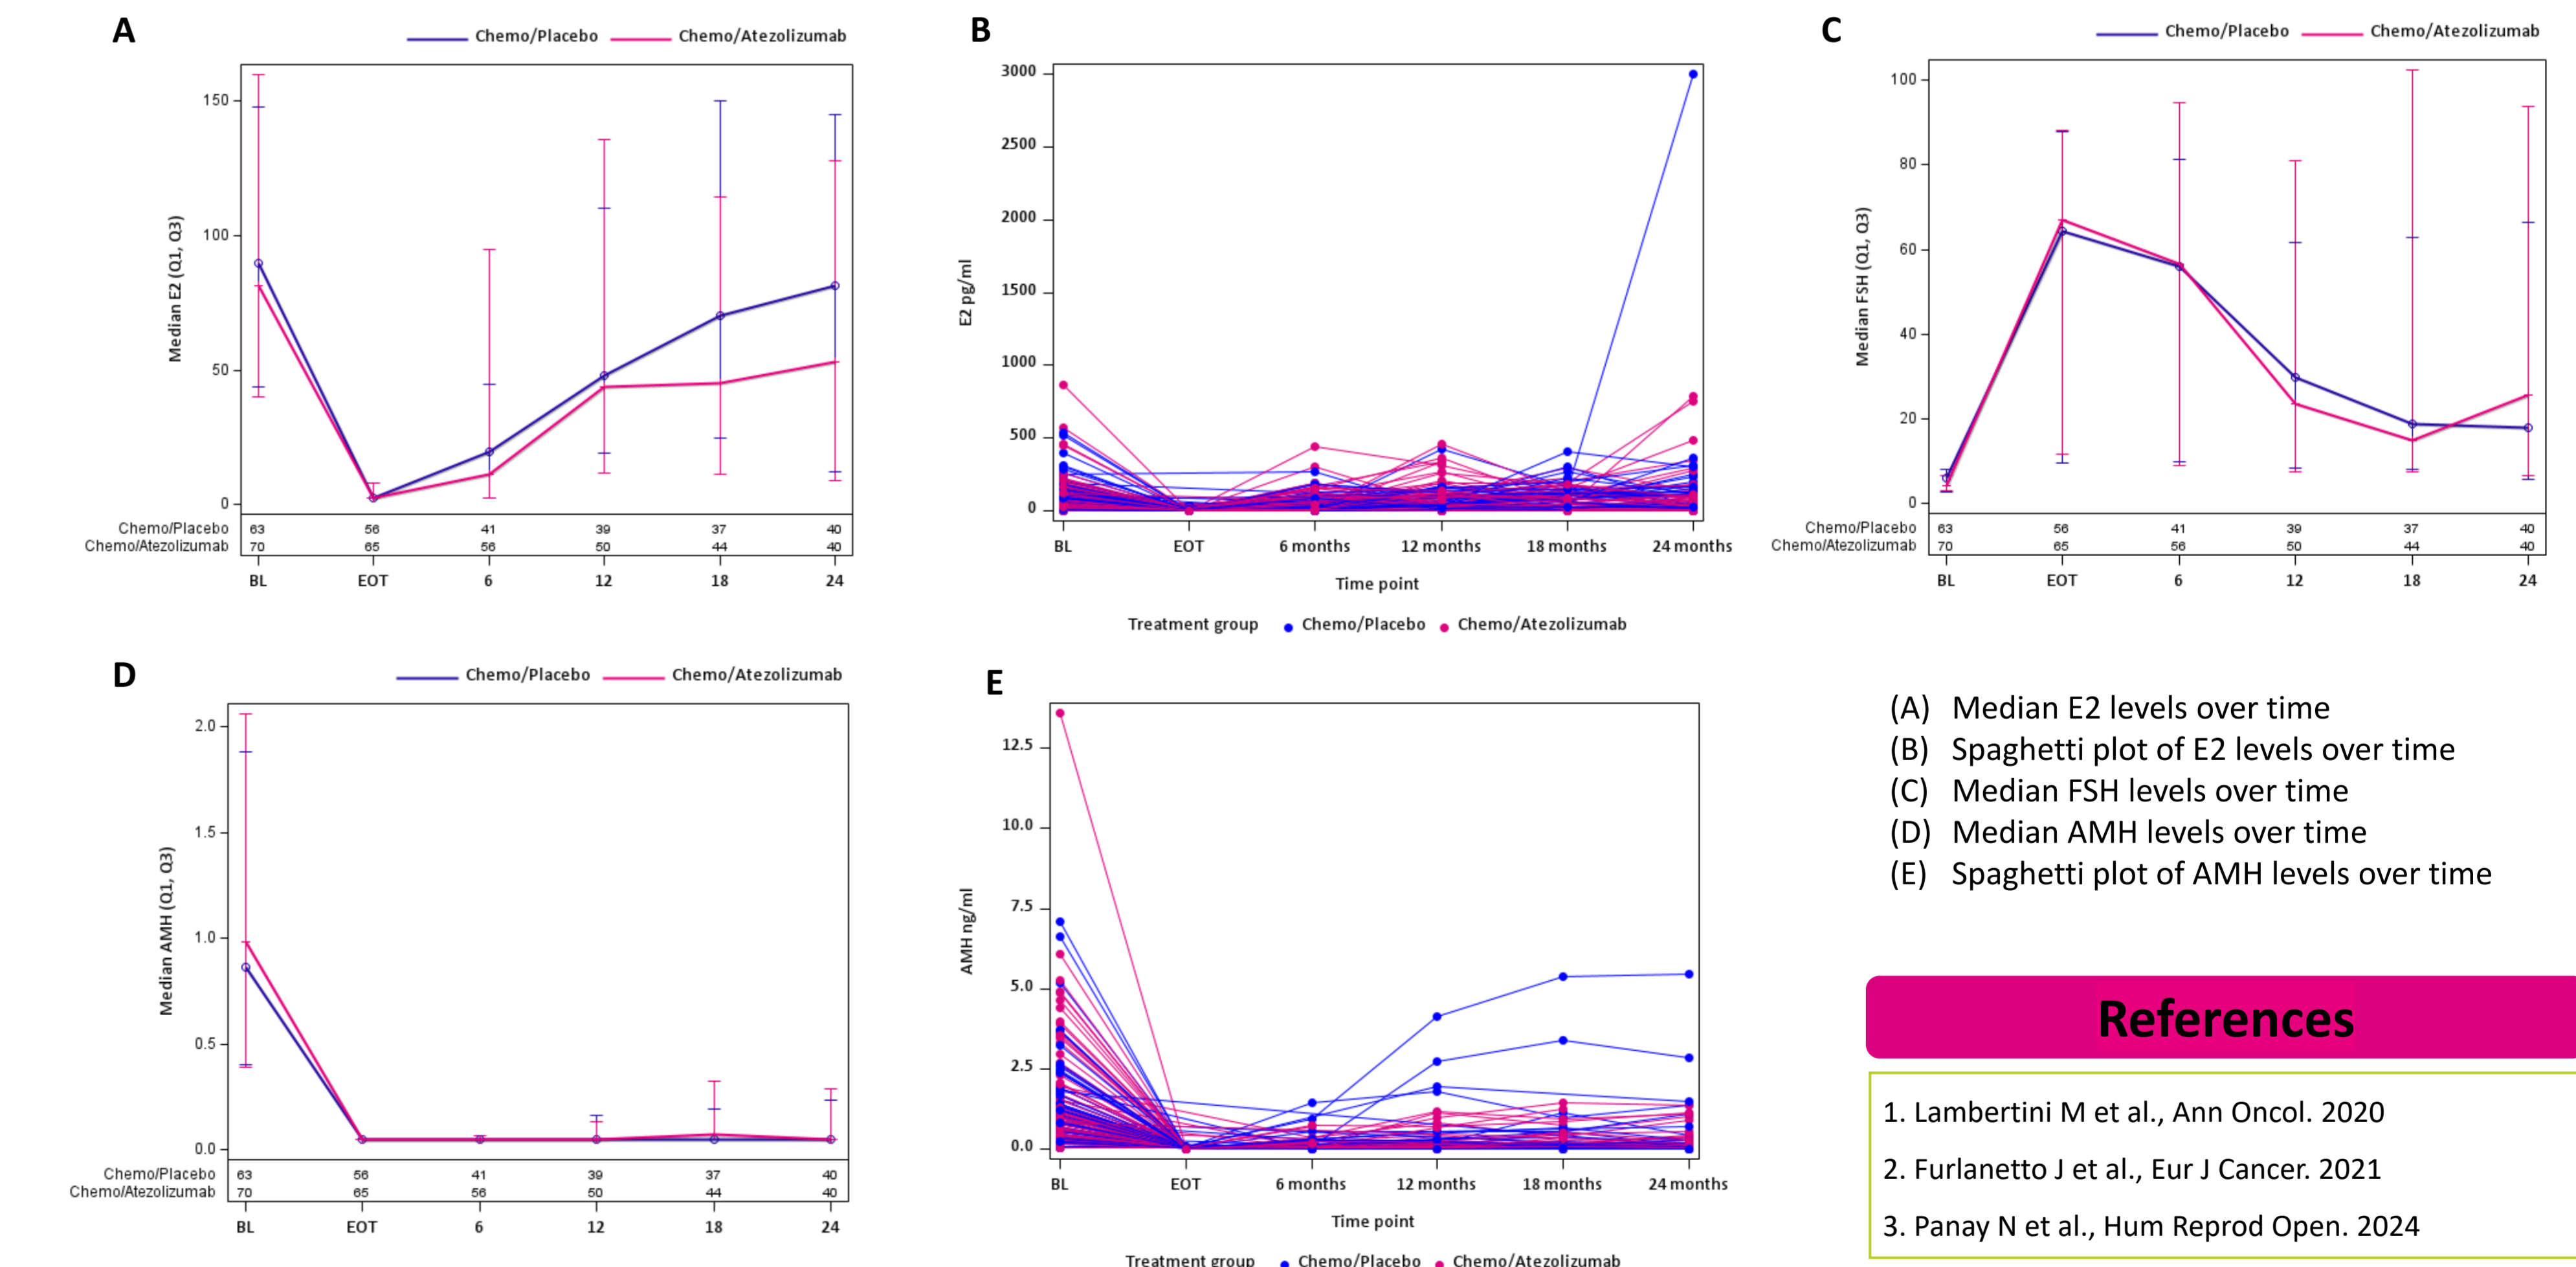 A
Chemo/Placebo Chemo/Atezolizumab
Median E2 (Q1, Q3)
150
100
50
0
Chemo/Placebo 63 56 41 39 37 40
Chemo/Atezolizumab 70 65 56 50 44 40
BL EOT 6 12 18 24
B
E2 pg/ml
3000
2500
2000
1500
1000
500
0
BL EOT 6 months 12 months 18 months 24 months
Time point
Treatment group Chemo/Placebo Chemo/Atezolizumab
C
Chemo/Placebo Chemo/Atezolizumab
Median FSH (Q1, Q3)
100
80
60
40
20
0
Chemo/Placebo 63 56 41 39 37 40
Chemo/Atezolizumab 70 65 56 50 44 40
BL EOT 6 12 18 24
D
Chemo/Placebo Chemo/Atezolizumab
Median AMH (Q1, Q3)
2.0
1.5
1.0
0.5
0.0
Chemo/Placebo 63 56 41 39 37 40
Chemo/Atezolizumab 70 65 56 50 44 40
BL EOT 6 12 18 24
E
AMH ng/ml
12.5
10.0
7.5
5.0
2.5
0.0
BL EOT 6 months 12 months 18 months 24 months
Time point
Treatment group Chemo/Placebo Chemo/Atezolizumab
(A) Median E2 levels over time
(B) Spaghetti plot of E2 levels over time
(C) Median FSH levels over time
(D) Median AMH levels over time
(E) Spaghetti plot of AMH levels over time
References
1. Lambertini M et al., Ann Oncol. 2020
2. Furlanetto J et al., Eur J Cancer. 2021
3. Panay N et al., Hum Reprod Open. 2024